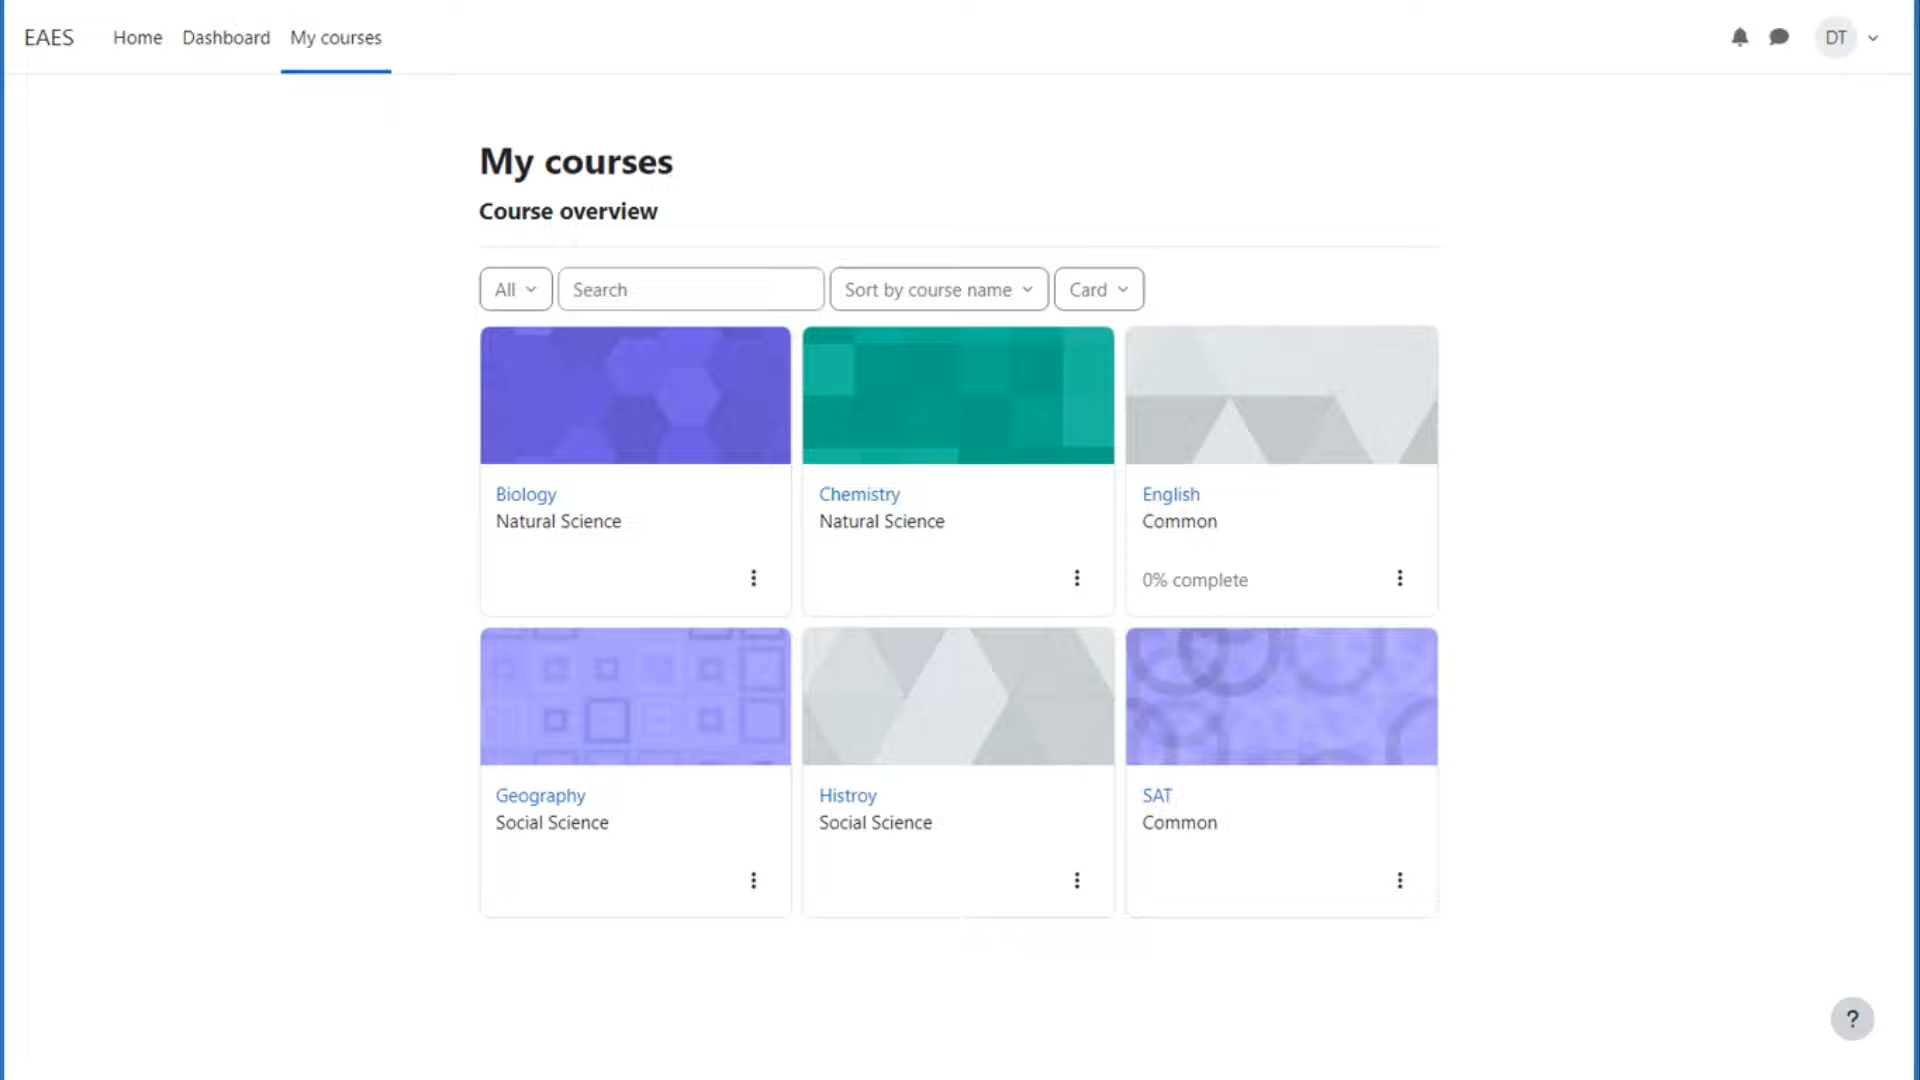 EAES Home Dashboard My courses DT
My courses
Course overview
All Search Sort by course name Card
Biology Chemistry English
Natural Science Natural Science Common
0% complete
Geography Histroy SAT
Social Science Social Science Common
?